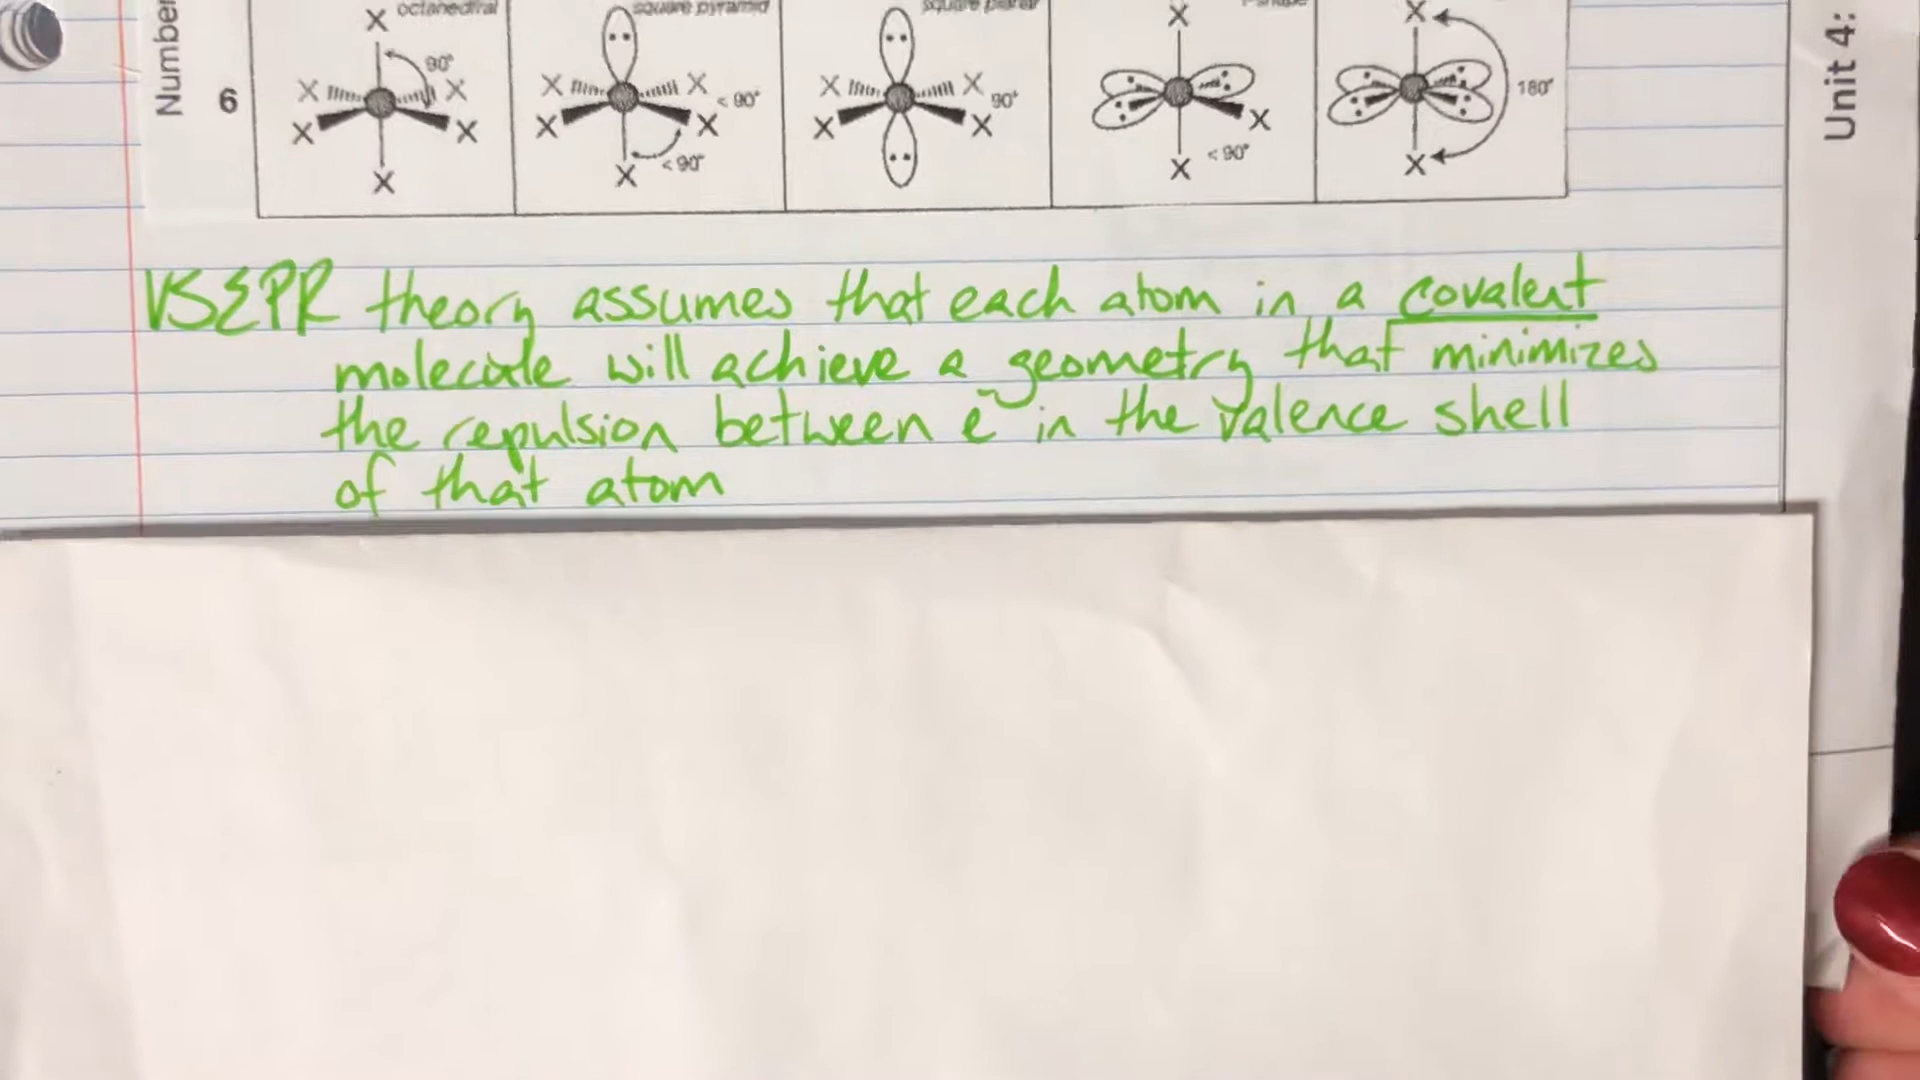 octahedral square pyramid square planar T-shape
Number
6
X 90° X X X X X
X X X X X < 90° < 90°
X X X X 90°
X X X < 90°
X X 180°
Unit 4:
VSEPR theory assumes that each atom in a covalent
molecule will achieve a geometry that minimizes
the repulsion between e⁻ in the valence shell
of that atom